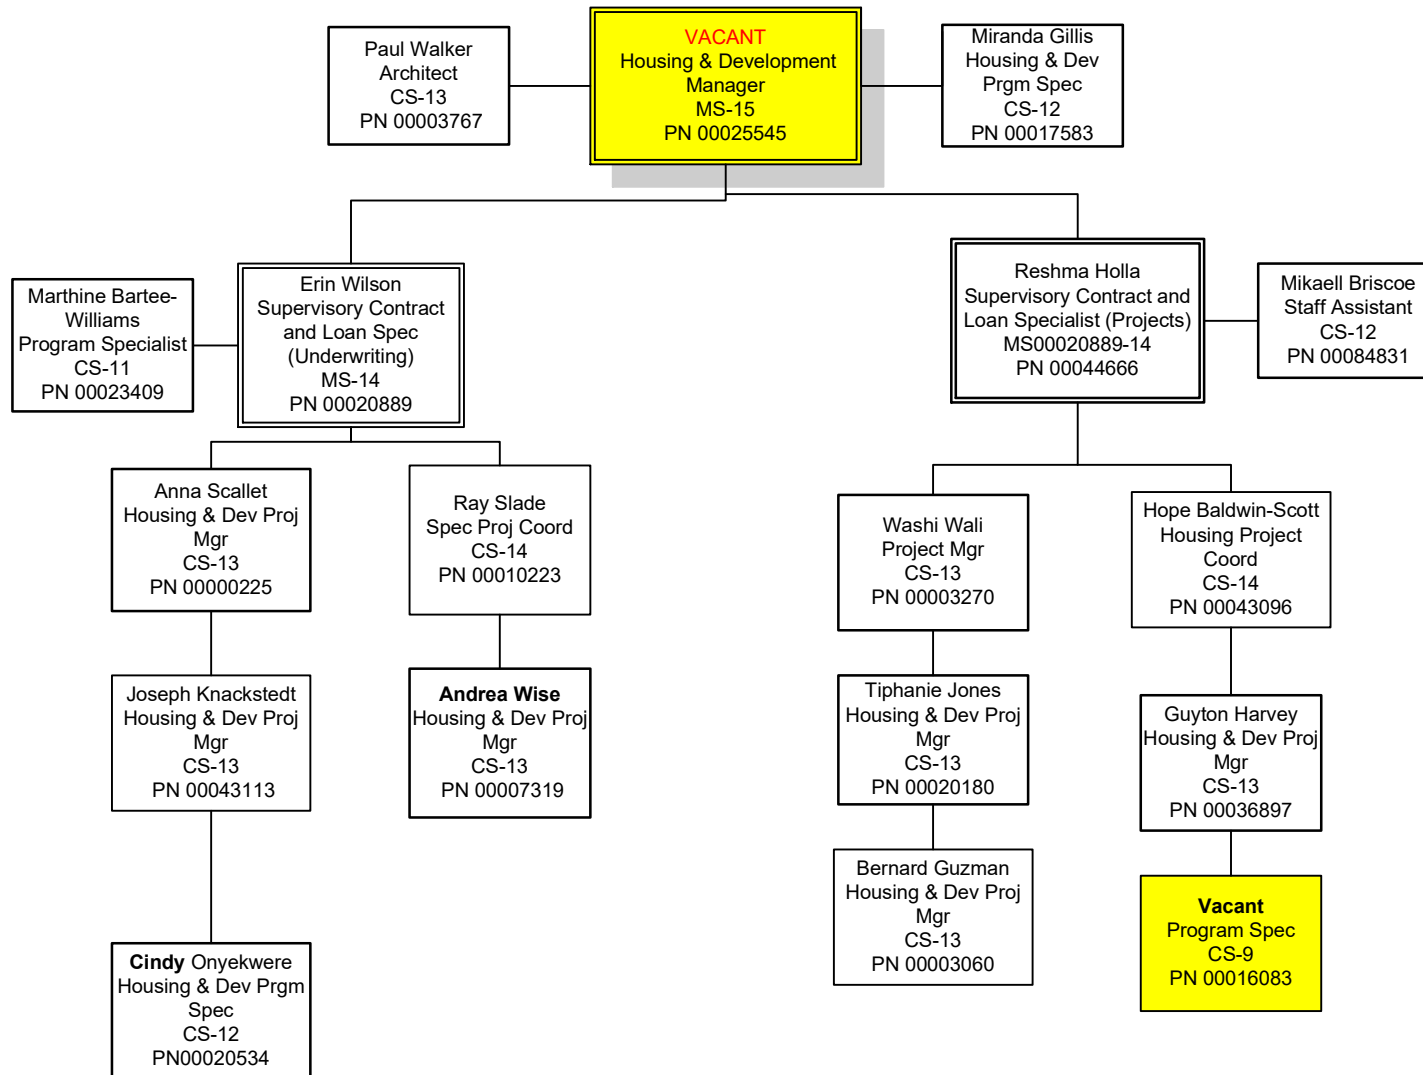 Paul Walker
Architect
CS-13
PN 00003767
VACANT
Housing & Development
Manager
MS-15
PN 00025545
Miranda Gillis
Housing & Dev
Prgm Spec
CS-12
PN 00017583
Marthine Bartee-
Williams
Program Specialist
CS-11
PN 00023409
Erin Wilson
Supervisory Contract
and Loan Spec
(Underwriting)
MS-14
PN 00020889
Reshma Holla
Supervisory Contract and
Loan Specialist (Projects)
MS00020889-14
PN 00044666
Mikaell Briscoe
Staff Assistant
CS-12
PN 00084831
Anna Scallet
Housing & Dev Proj
Mgr
CS-13
PN 00000225
Ray Slade
Spec Proj Coord
CS-14
PN 00010223
Washi Wali
Project Mgr
CS-13
PN 00003270
Hope Baldwin-Scott
Housing Project
Coord
CS-14
PN 00043096
Joseph Knackstedt
Housing & Dev Proj
Mgr
CS-13
PN 00043113
Andrea Wise
Housing & Dev Proj
Mgr
CS-13
PN 00007319
Tiphanie Jones
Housing & Dev Proj
Mgr
CS-13
PN 00020180
Guyton Harvey
Housing & Dev Proj
Mgr
CS-13
PN 00036897
Bernard Guzman
Housing & Dev Proj
Mgr
CS-13
PN 00003060
Vacant
Program Spec
CS-9
PN 00016083
Cindy Onyekwere
Housing & Dev Prgm
Spec
CS-12
PN00020534